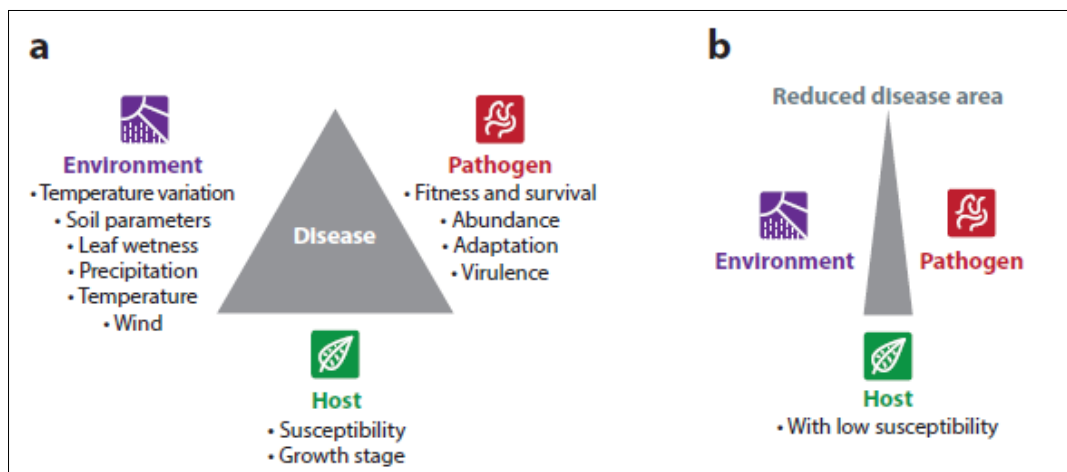 a
Environment
• Temperature variation
• Soil parameters
• Leaf wetness
• Precipitation
• Temperature
• Wind
Disease
Pathogen
• Fitness and survival
• Abundance
• Adaptation
• Virulence
Host
• Susceptibility
• Growth stage
b
Reduced disease area
Environment
Pathogen
Host
• With low susceptibility